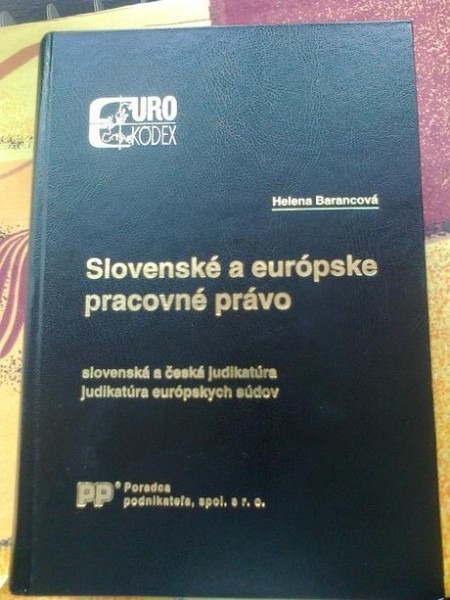 EURO
KODEX
Helena Barancová
Slovenské a európske
pracovné právo
slovenská a česká judikatúra
judikatúra európskych súdov
PP® Poradca
podnikateľa, spol. s r. o.